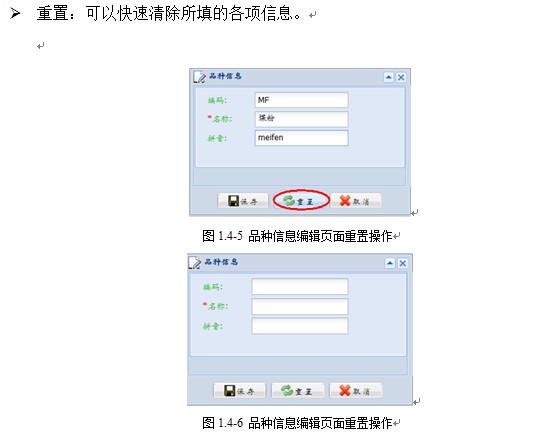 重置：可以快速清除所填的各项信息。
品种信息
编码: MF
*名称: 煤粉
拼音: meifen
保存 重置 取消
图 1.4-5 品种信息编辑页面重置操作
品种信息
编码:
*名称:
拼音:
保存 重置 取消
图 1.4-6 品种信息编辑页面重置操作